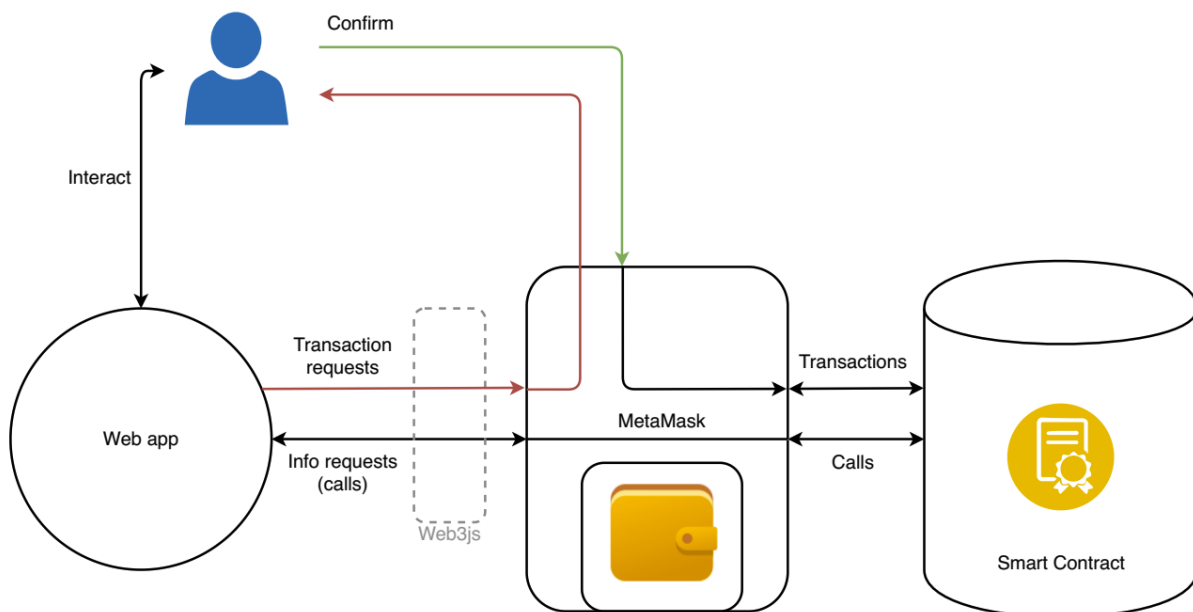 Confirm
Interact
Transaction
requests
Transactions
MetaMask
Web app
Info requests
(calls)
Calls
Web3js
Smart Contract